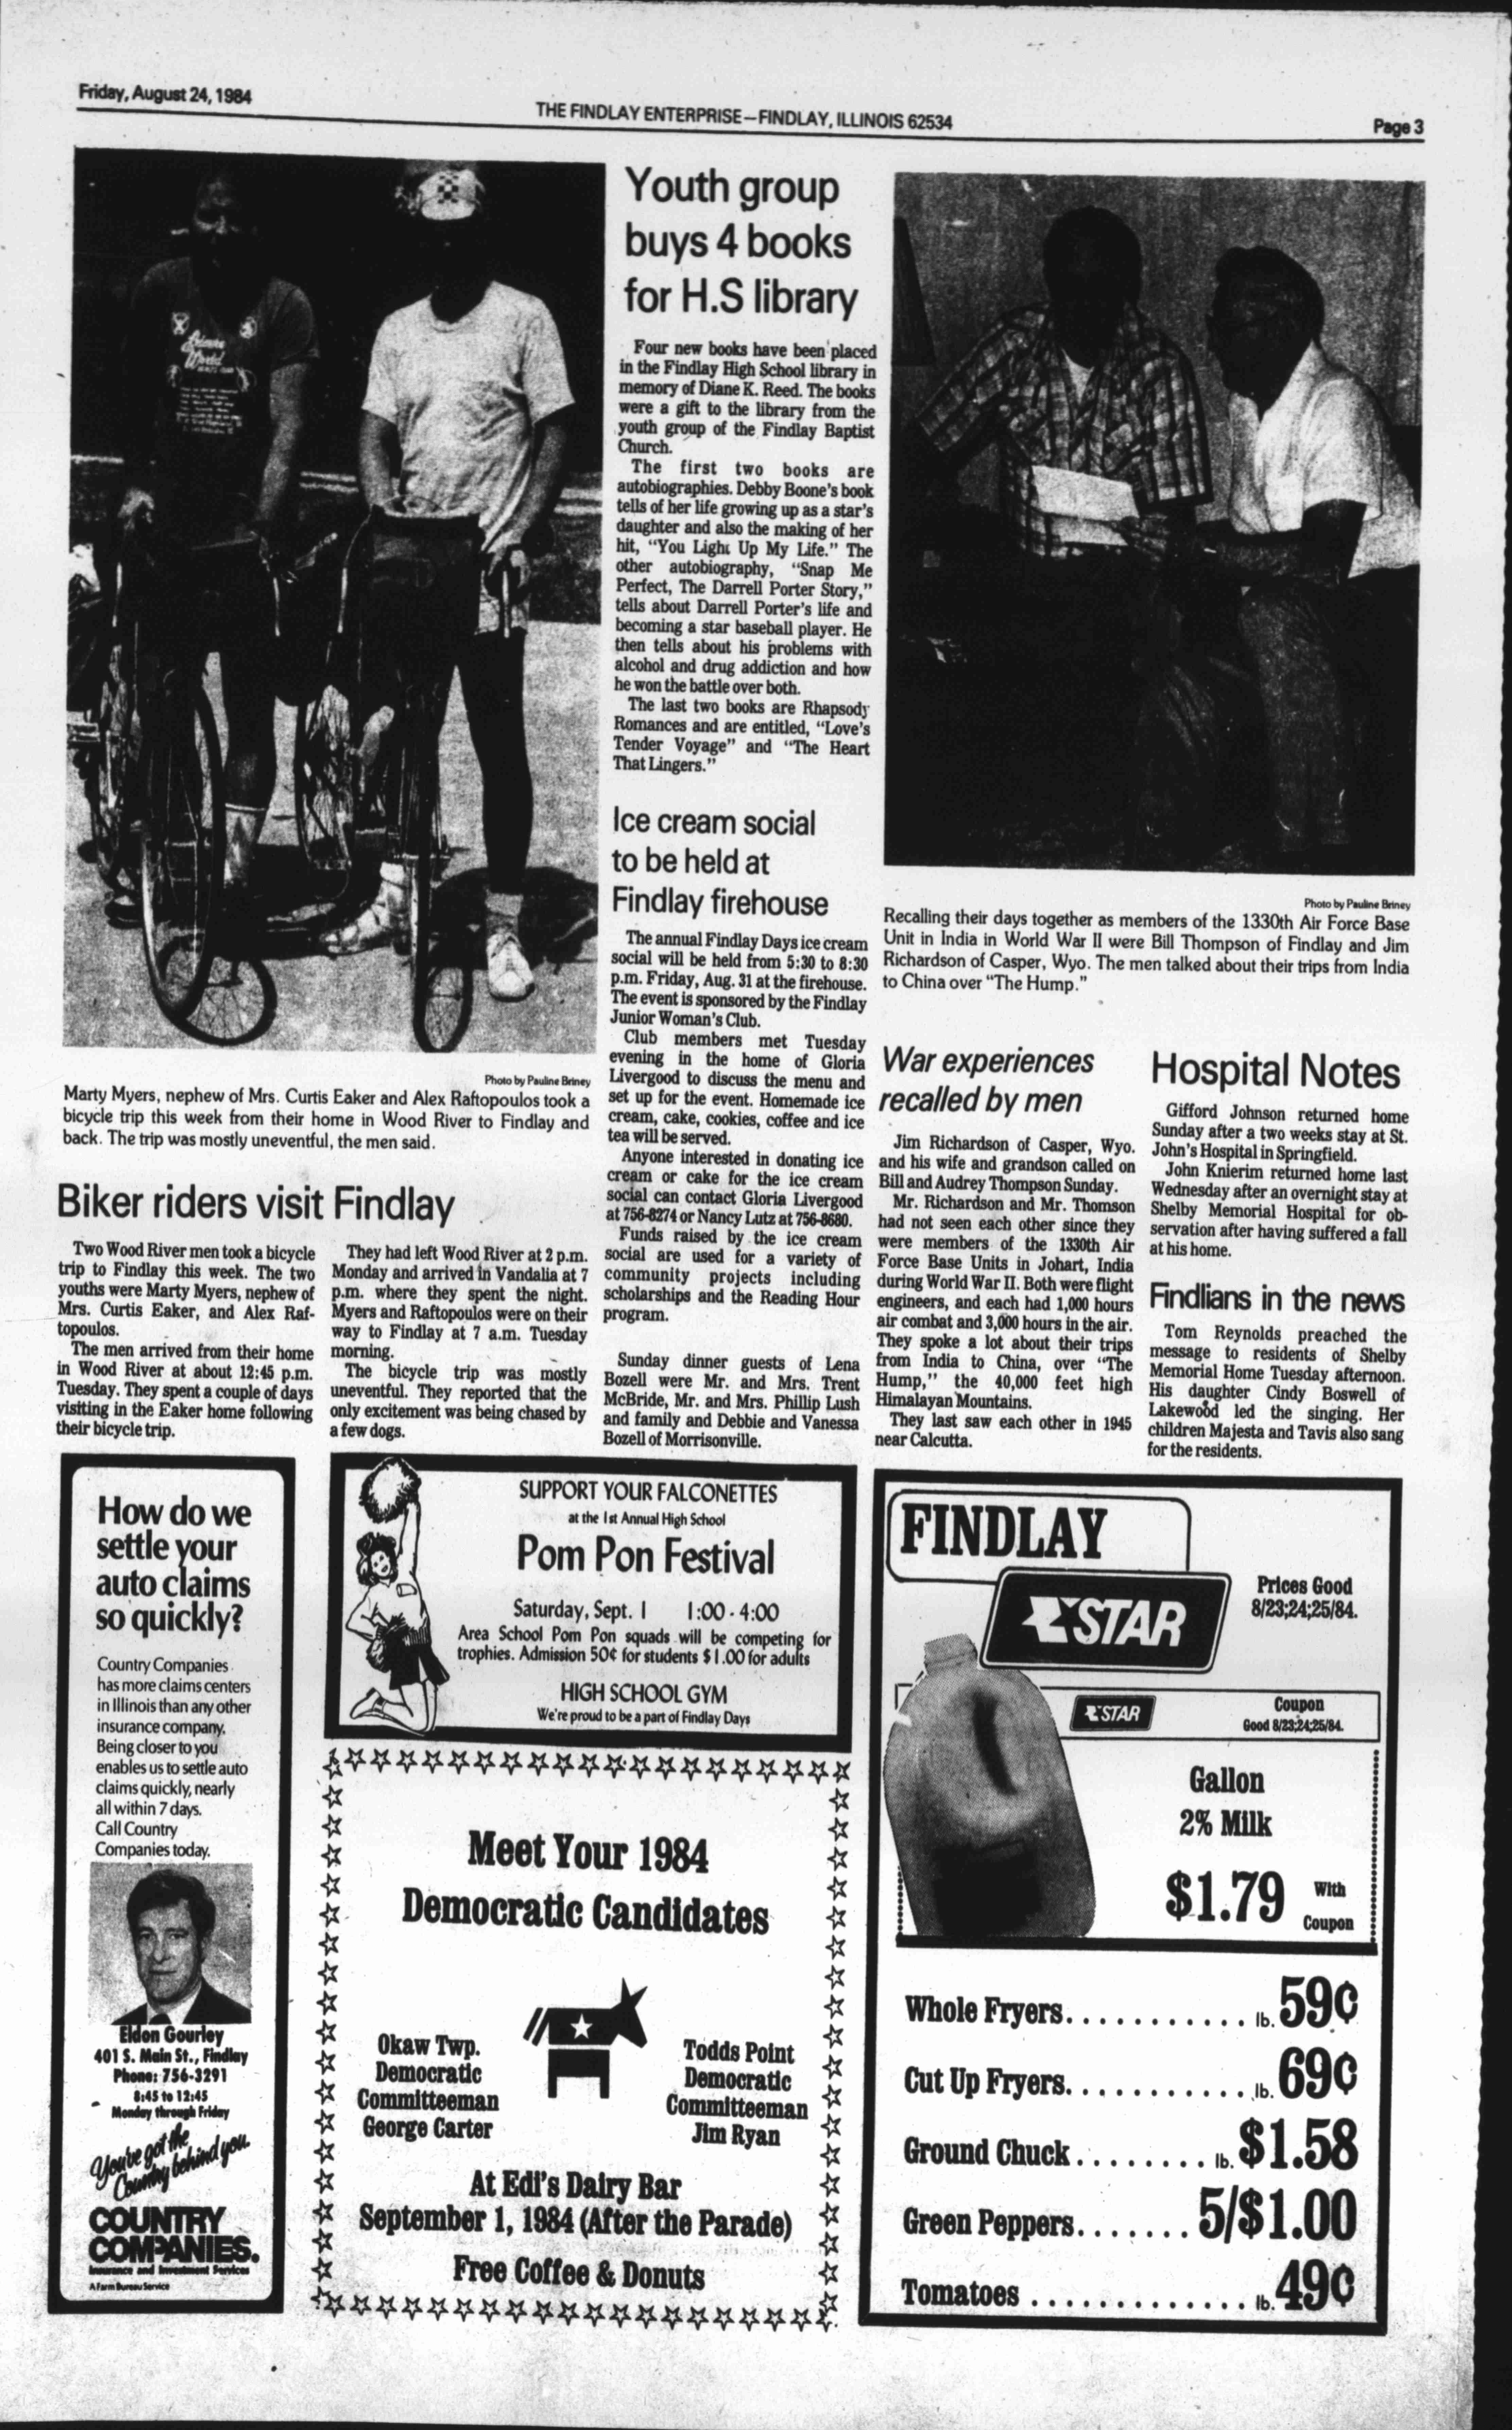 Friday, August 24, 1984
THE FINDLAY ENTERPRISE—FINDLAY, ILLINOIS 62534
Page 3
Photo by Pauline Briney
Marty Myers, nephew of Mrs. Curtis Eaker and Alex Raftopoulos took a
bicycle trip this week from their home in Wood River to Findlay and
back. The trip was mostly uneventful, the men said.
Biker riders visit Findlay
Two Wood River men took a bicycle
trip to Findlay this week. The two
youths were Marty Myers, nephew of
Mrs. Curtis Eaker, and Alex Raf-
topoulos.
The men arrived from their home
in Wood River at about 12:45 p.m.
Tuesday. They spent a couple of days
visiting in the Eaker home following
their bicycle trip.
They had left Wood River at 2 p.m.
Monday and arrived in Vandalia at 7
p.m. where they spent the night.
Myers and Raftopoulos were on their
way to Findlay at 7 a.m. Tuesday
morning.
The bicycle trip was mostly
uneventful. They reported that the
only excitement was being chased by
a few dogs.
Youth group
buys 4 books
for H.S library
Four new books have been placed
in the Findlay High School library in
memory of Diane K. Reed. The books
were a gift to the library from the
youth group of the Findlay Baptist
Church.
The first two books are
autobiographies. Debby Boone's book
tells of her life growing up as a star's
daughter and also the making of her
hit, "You Light Up My Life." The
other autobiography, "Snap Me
Perfect, The Darrell Porter Story,"
tells about Darrell Porter's life and
becoming a star baseball player. He
then tells about his problems with
alcohol and drug addiction and how
he won the battle over both.
The last two books are Rhapsody
Romances and are entitled, "Love's
Tender Voyage" and "The Heart
That Lingers."
Ice cream social
to be held at
Findlay firehouse
The annual Findlay Days ice cream
social will be held from 5:30 to 8:30
p.m. Friday, Aug. 31 at the firehouse.
The event is sponsored by the Findlay
Junior Woman's Club.
Club members met Tuesday
evening in the home of Gloria
Livergood to discuss the menu and
set up for the event. Homemade ice
cream, cake, cookies, coffee and ice
tea will be served.
Anyone interested in donating ice
cream or cake for the ice cream
social can contact Gloria Livergood
at 756-8274 or Nancy Lutz at 756-8680.
Funds raised by the ice cream
social are used for a variety of
community projects including
scholarships and the Reading Hour
program.
Sunday dinner guests of Lena
Bozell were Mr. and Mrs. Trent
McBride, Mr. and Mrs. Phillip Lush
and family and Debbie and Vanessa
Bozell of Morrisonville.
Photo by Pauline Briney
Recalling their days together as members of the 1330th Air Force Base
Unit in India in World War II were Bill Thompson of Findlay and Jim
Richardson of Casper, Wyo. The men talked about their trips from India
to China over "The Hump."
War experiences
recalled by men
Jim Richardson of Casper, Wyo.
and his wife and grandson called on
Bill and Audrey Thompson Sunday.
Mr. Richardson and Mr. Thomson
had not seen each other since they
were members of the 1330th Air
Force Base Units in Johart, India
during World War II. Both were flight
engineers, and each had 1,000 hours
air combat and 3,000 hours in the air.
They spoke a lot about their trips
from India to China, over "The
Hump," the 40,000 feet high
Himalayan Mountains.
They last saw each other in 1945
near Calcutta.
Hospital Notes
Gifford Johnson returned home
Sunday after a two weeks stay at St.
John's Hospital in Springfield.
John Knierim returned home last
Wednesday after an overnight stay at
Shelby Memorial Hospital for ob-
servation after having suffered a fall
at his home.
Findlians in the news
Tom Reynolds preached the
message to residents of Shelby
Memorial Home Tuesday afternoon.
His daughter Cindy Boswell of
Lakewood led the singing. Her
children Majesta and Tavis also sang
for the residents.
How do we
settle your
auto claims
so quickly?
Country Companies
has more claims centers
in Illinois than any other
insurance company.
Being closer to you
enables us to settle auto
claims quickly, nearly
all within 7 days.
Call Country
Companies today.
Eldon Gourley
401 S. Main St., Findlay
Phone: 756-3291
8:45 to 12:45
Monday through Friday
You've got the
Country behind you.
COUNTRY
COMPANIES.
Insurance and Investment Services
A Farm Bureau Service
SUPPORT YOUR FALCONETTES
at the 1st Annual High School
Pom Pon Festival
Saturday, Sept. 1 1:00 - 4:00
Area School Pom Pon squads will be competing for
trophies. Admission 50¢ for students $1.00 for adults
HIGH SCHOOL GYM
We're proud to be a part of Findlay Days
Meet Your 1984
Democratic Candidates
Okaw Twp.
Democratic
Committeeman
George Carter
Todds Point
Democratic
Committeeman
Jim Ryan
At Edi's Dairy Bar
September 1, 1984 (After the Parade)
Free Coffee & Donuts
FINDLAY
STAR
Prices Good
8/23;24;25/84.
STAR
Coupon
Good 8/23;24;25/84.
Gallon
2% Milk
$1.79 With
Coupon
Whole Fryers........... lb. 59¢
Cut Up Fryers........... lb. 69¢
Ground Chuck........ lb. $1.58
Green Peppers....... 5/$1.00
Tomatoes ............. lb. 49¢